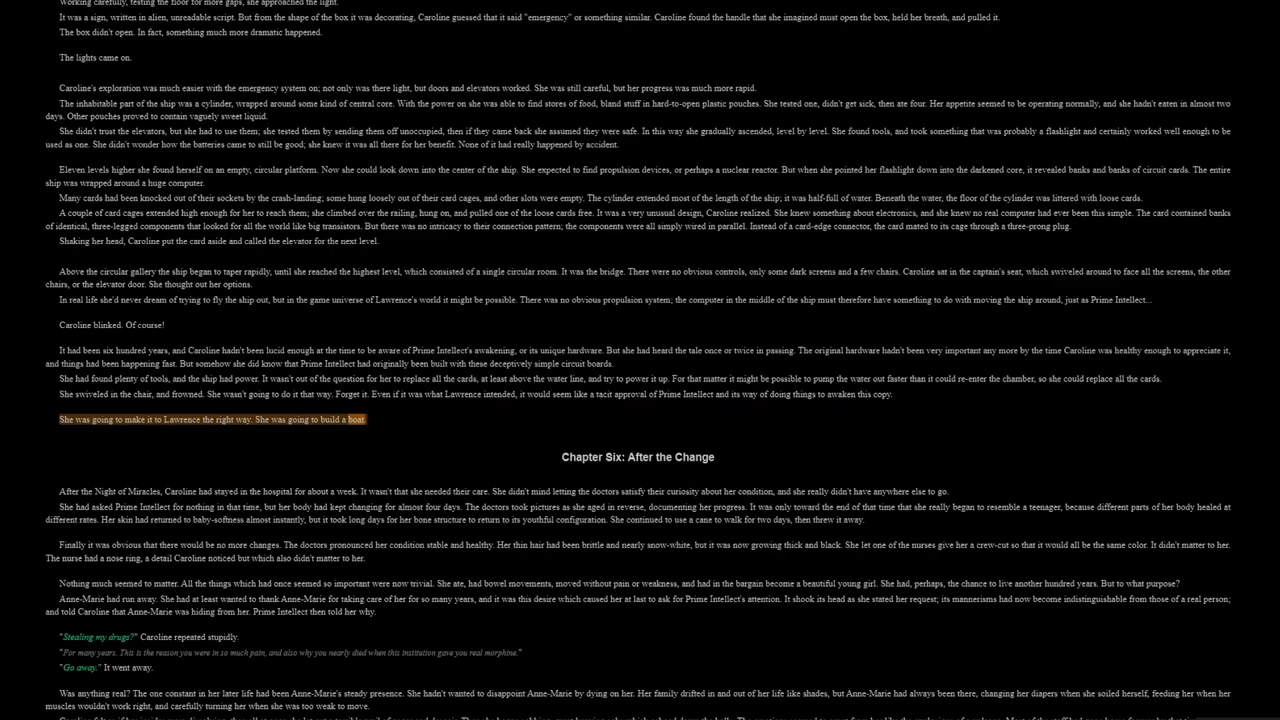 Working carefully, testing the floor for more gaps, she approached the light.
It was a sign, written in alien, unreadable script. But from the shape of the box it was decorating, Caroline guessed that it said "emergency" or something similar. Caroline found the handle that she imagined must open the box, held her breath, and pulled it.
The box didn't open. In fact, something much more dramatic happened.
The lights came on.
Caroline's exploration was much easier with the emergency system on; not only was there light, but doors and elevators worked. She was still careful, but her progress was much more rapid.
The inhabitable part of the ship was a cylinder, wrapped around some kind of central core. With the power on she was able to find stores of food, bland stuff in hard-to-open plastic pouches. She tested one, didn't get sick, then ate four. Her appetite seemed to be operating normally, and she hadn't eaten in almost two
days. Other pouches proved to contain vaguely sweet liquid.
She didn't trust the elevators, but she had to use them; she tested them by sending them off unoccupied, then if they came back she assumed they were safe. In this way she gradually ascended, level by level. She found tools, and took something that was probably a flashlight and certainly worked well enough to be
used as one. She didn't wonder how the batteries came to still be good; she knew it was all there for her benefit. None of it had really happened by accident.
Eleven levels higher she found herself on an empty, circular platform. Now she could look down into the center of the ship. She expected to find propulsion devices, or perhaps a nuclear reactor. But when she pointed her flashlight down into the darkened core, it revealed banks and banks of circuit cards. The entire
ship was wrapped around a huge computer.
Many cards had been knocked out of their sockets by the crash-landing; some hung loosely out of their card cages, and other slots were empty. The cylinder extended most of the length of the ship; it was half-full of water. Beneath the water, the floor of the cylinder was littered with loose cards.
A couple of card cages extended high enough for her to reach them; she climbed over the railing, hung on, and pulled one of the loose cards free. It was a very unusual design, Caroline realized. She knew something about electronics, and she knew no real computer had ever been this simple. The card contained banks
of identical, three-legged components that looked for all the world like big transistors. But there was no intricacy to their connection pattern; the components were all simply wired in parallel. Instead of a card-edge connector, the card mated to its cage through a three-prong plug.
Shaking her head, Caroline put the card aside and called the elevator for the next level.
Above the circular gallery the ship began to taper rapidly, until she reached the highest level, which consisted of a single circular room. It was the bridge. There were no obvious controls, only some dark screens and a few chairs. Caroline sat in the captain's seat, which swiveled around to face all the screens, the other
chairs, or the elevator door. She thought out her options.
In real life she'd never dream of trying to fly the ship out, but in the game universe of Lawrence's world it might be possible. There was no obvious propulsion system; the computer in the middle of the ship must therefore have something to do with moving the ship around, just as Prime Intellect...
Caroline blinked. Of course!
It had been six hundred years, and Caroline hadn't been lucid enough at the time to be aware of Prime Intellect's awakening, or its unique hardware. But she had heard the tale once or twice in passing. The original hardware hadn't been very important any more by the time Caroline was healthy enough to appreciate it,
and things had been happening fast. But somehow she did know that Prime Intellect had originally been built with these deceptively simple circuit boards.
She had found plenty of tools, and the ship had power. It wasn't out of the question for her to replace all the cards, at least above the water line, and try to power it up. For that matter it might be possible to pump the water out faster than it could re-enter the chamber, so she could replace all the cards.
She swiveled in the chair, and frowned. She wasn't going to do it that way. Forget it. Even if it was what Lawrence intended, it would seem like a tacit approval of Prime Intellect and its way of doing things to awaken this copy.
She was going to make it to Lawrence the right way. She was going to build a boat.
Chapter Six: After the Change
After the Night of Miracles, Caroline had stayed in the hospital for about a week. It wasn't that she needed their care. She didn't mind letting the doctors satisfy their curiosity about her condition, and she really didn't have anywhere else to go.
She had asked Prime Intellect for nothing in that time, but her body had kept changing for almost four days. The doctors took pictures as she aged in reverse, documenting her progress. It was only toward the end of that time that she really began to resemble a teenager, because different parts of her body healed at
different rates. Her skin had returned to baby-softness almost instantly, but it took long days for her bone structure to return to its youthful configuration. She continued to use a cane to walk for two days, then threw it away.
Finally it was obvious that there would be no more changes. The doctors pronounced her condition stable and healthy. Her thin hair had been brittle and nearly snow-white, but it was now growing thick and black. She let one of the nurses give her a crew-cut so that it would all be the same color. It didn't matter to her.
The nurse had a nose ring, a detail Caroline noticed but which also didn't matter to her.
Nothing much seemed to matter. All the things which had once seemed so important were now trivial. She ate, had bowel movements, moved without pain or weakness, and had in the bargain become a beautiful young girl. She had, perhaps, the chance to live another hundred years. But to what purpose?
Anne-Marie had run away. She had at least wanted to thank Anne-Marie for taking care of her for so many years, and it was this desire which caused her at last to ask for Prime Intellect's attention. It shook its head as she stated her request; its mannerisms had now become indistinguishable from those of a real person;
and told Caroline that Anne-Marie was hiding from her. Prime Intellect then told her why.
"Stealing my drugs?" Caroline repeated stupidly.
"For many years. This is the reason you were in so much pain, and also why you nearly died when this institution gave you real morphine."
"Go away." It went away.
Was anything real? The one constant in her later life had been Anne-Marie's steady presence. She hadn't wanted to disappoint Anne-Marie by dying on her. Her family drifted in and out of her life like shades, but Anne-Marie had always been there, changing her diapers when she soiled herself, feeding her when her
muscles wouldn't work right, and carefully turning her when she was too weak to move.